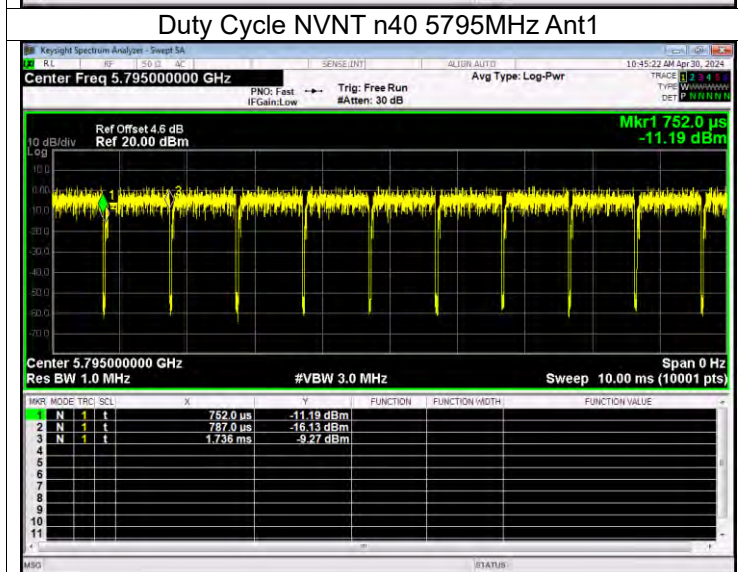 Duty Cycle NVNT n40 5795MHz Ant1
Keysight Spectrum Analyzer - Swept SA
RL RF 50 Ω AC SENSE:INT ALIGN AUTO 10:45:22 AM Apr 30, 2024
Center Freq 5.795000000 GHz Avg Type: Log-Pwr TRACE 1 2 3 4 5 6
PNO: Fast Trig: Free Run TYPE WWWWWW
IFGain:Low #Atten: 30 dB DET P N N N N N
Mkr1 752.0 µs
Ref Offset 4.6 dB -11.19 dBm
10 dB/div Ref 20.00 dBm
Log
10.0
0.00
-10.0
-20.0
-30.0
-40.0
-50.0
-60.0
-70.0
1
3
Center 5.795000000 GHz Span 0 Hz
Res BW 1.0 MHz #VBW 3.0 MHz Sweep 10.00 ms (10001 pts)
MKR MODE TRC SCL X Y FUNCTION FUNCTION WIDTH FUNCTION VALUE
1 N 1 t 752.0 µs -11.19 dBm
2 N 1 t 787.0 µs -16.13 dBm
3 N 1 t 1.736 ms -9.27 dBm
4
5
6
7
8
9
10
11
MSG STATUS